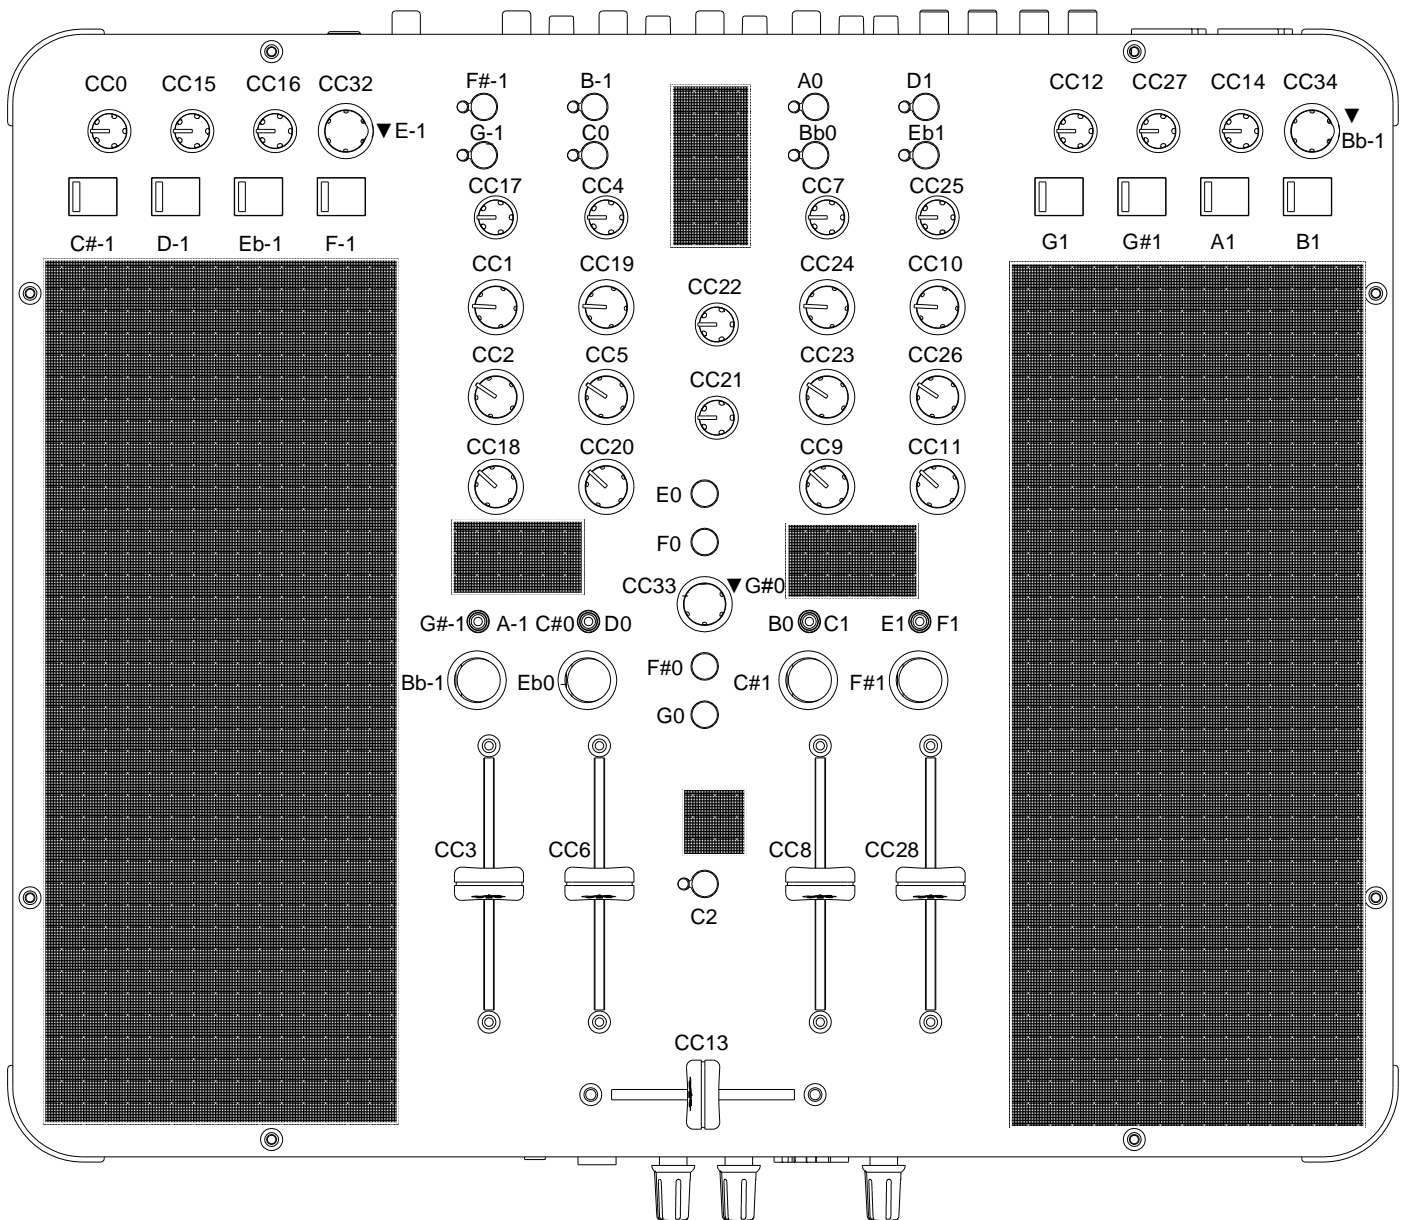 F#-1 B-1 A0 D1
CC0 CC15 CC16 CC32 CC12 CC27 CC14 CC34
E-1 G-1 C0 Bb0 Eb1 Bb-1
CC17 CC4 CC7 CC25
C#-1 D-1 Eb-1 F-1 G1 G#1 A1 B1
CC1 CC19 CC24 CC10
CC22
CC2 CC5 CC23 CC26
CC21
CC18 CC20 CC9 CC11
E0
F0
CC33 G#0
G#-1 A-1 C#0 D0 B0 C1 E1 F1
F#0
Bb-1 Eb0 C#1 F#1
G0
CC3 CC6 CC8 CC28
C2
CC13